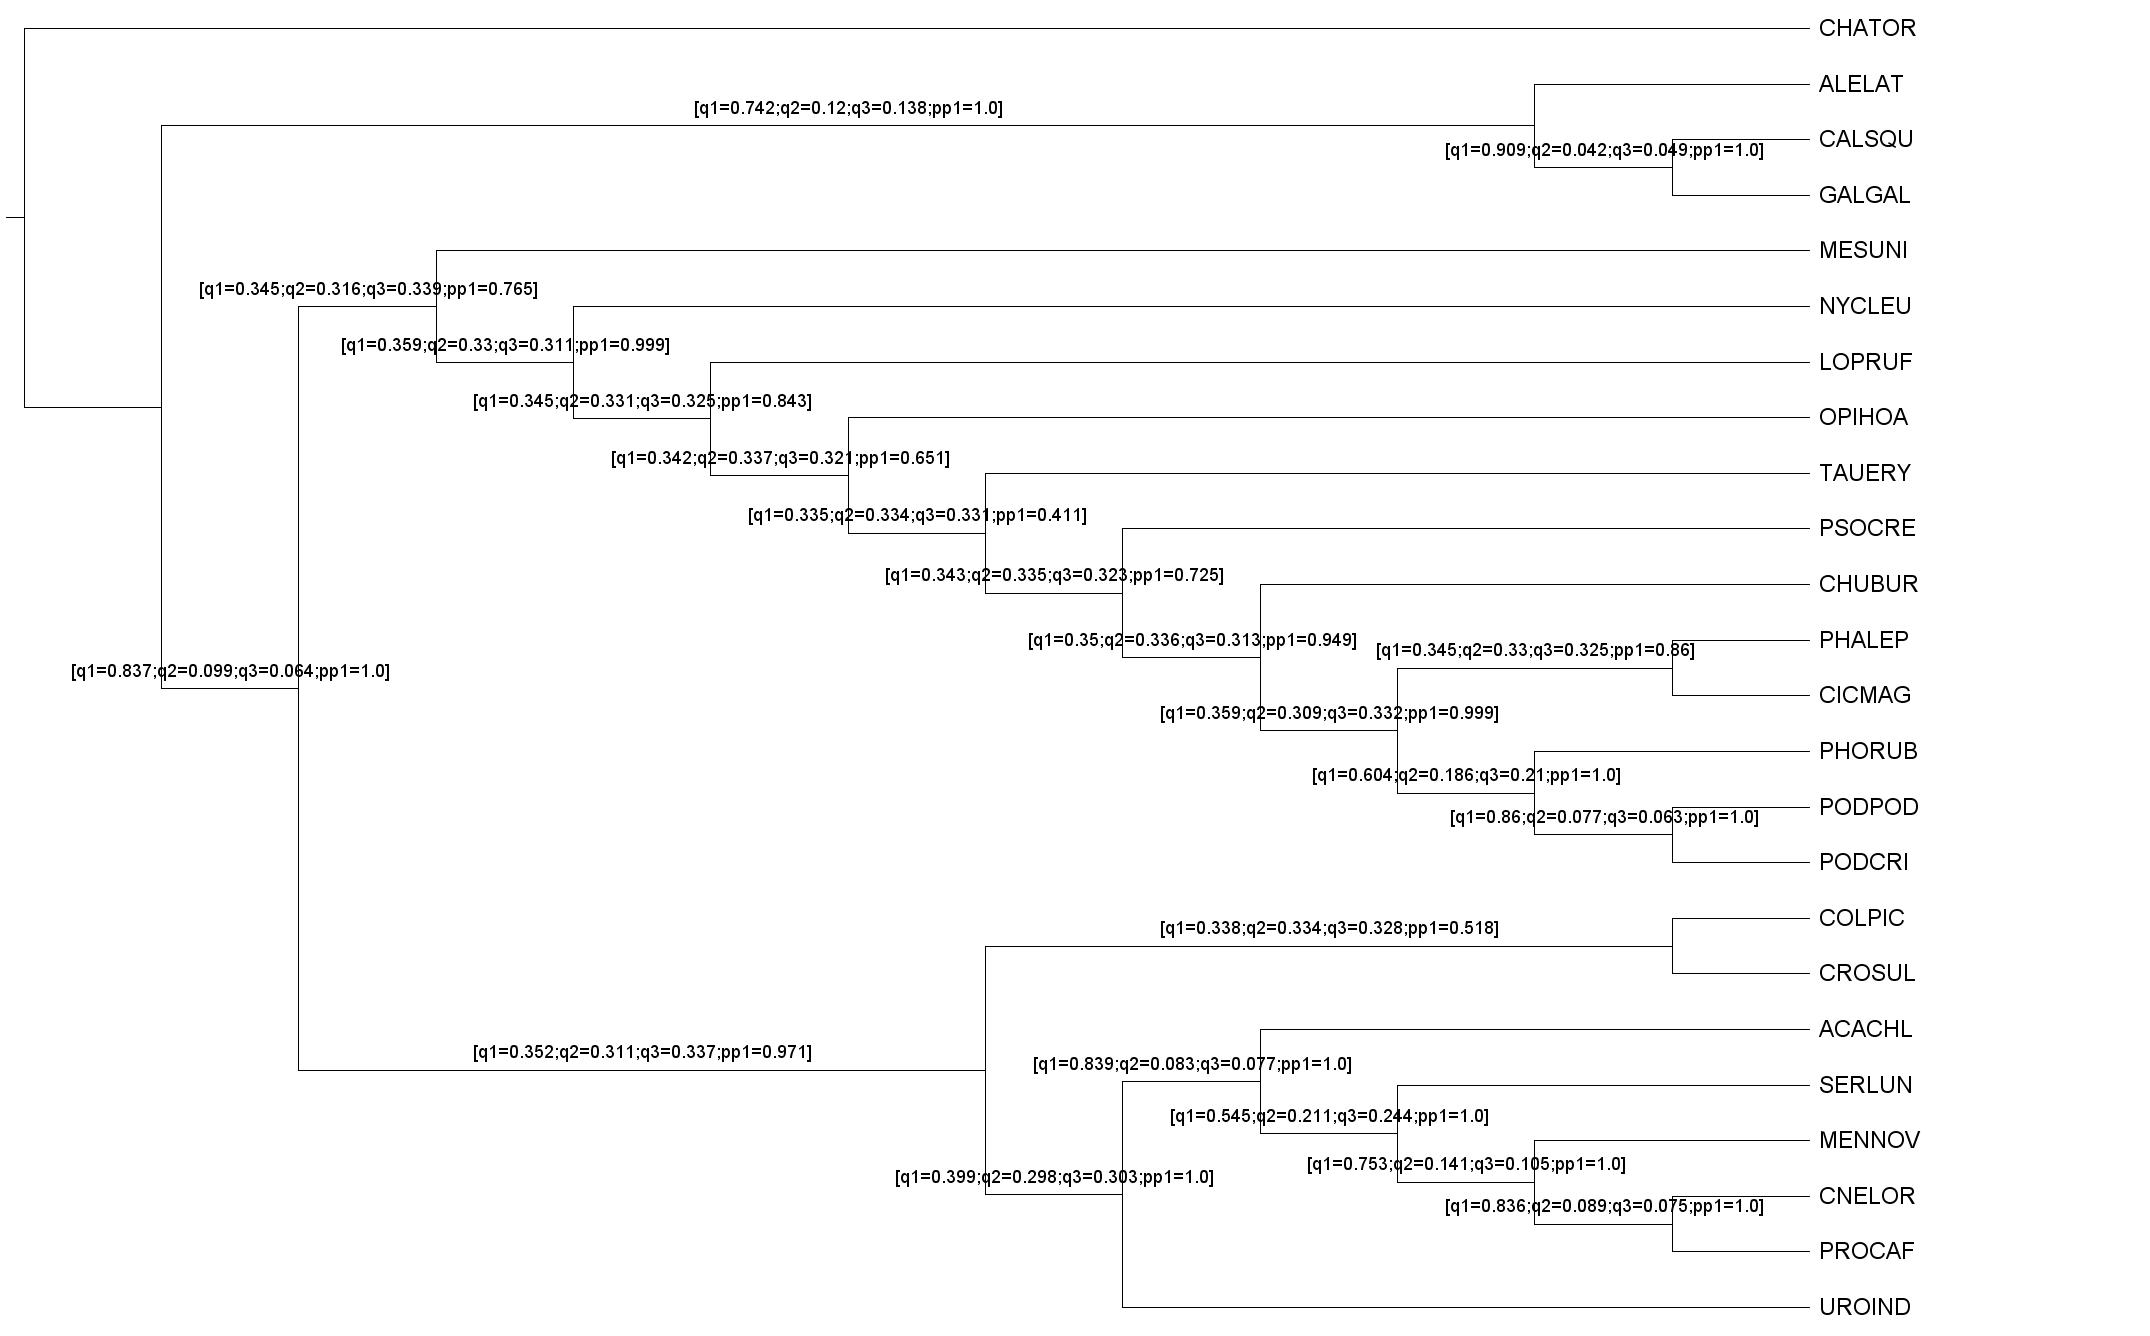 CHATOR
ALELAT
[q1=0.742;q2=0.12;q3=0.138;pp1=1.0]
CALSQU
[q1=0.909;q2=0.042;q3=0.049;pp1=1.0]
GALGAL
MESUNI
[q1=0.345;q2=0.316;q3=0.339;pp1=0.765]
NYCLEU
[q1=0.359;q2=0.33;q3=0.311;pp1=0.999]
LOPRUF
[q1=0.345;q2=0.331;q3=0.325;pp1=0.843]
OPIHOA
[q1=0.342;q2=0.337;q3=0.321;pp1=0.651]
TAUERY
[q1=0.335;q2=0.334;q3=0.331;pp1=0.411]
PSOCRE
[q1=0.343;q2=0.335;q3=0.323;pp1=0.725]
CHUBUR
[q1=0.35;q2=0.336;q3=0.313;pp1=0.949]
PHALEP
[q1=0.345;q2=0.33;q3=0.325;pp1=0.86]
[q1=0.837;q2=0.099;q3=0.064;pp1=1.0]
CICMAG
[q1=0.359;q2=0.309;q3=0.332;pp1=0.999]
PHORUB
[q1=0.604;q2=0.186;q3=0.21;pp1=1.0]
PODPOD
[q1=0.86;q2=0.077;q3=0.063;pp1=1.0]
PODCRI
COLPIC
[q1=0.338;q2=0.334;q3=0.328;pp1=0.518]
CROSUL
ACACHL
[q1=0.352;q2=0.311;q3=0.337;pp1=0.971]
[q1=0.839;q2=0.083;q3=0.077;pp1=1.0]
SERLUN
[q1=0.545;q2=0.211;q3=0.244;pp1=1.0]
MENNOV
[q1=0.753;q2=0.141;q3=0.105;pp1=1.0]
[q1=0.399;q2=0.298;q3=0.303;pp1=1.0]
CNELOR
[q1=0.836;q2=0.089;q3=0.075;pp1=1.0]
PROCAF
UROIND